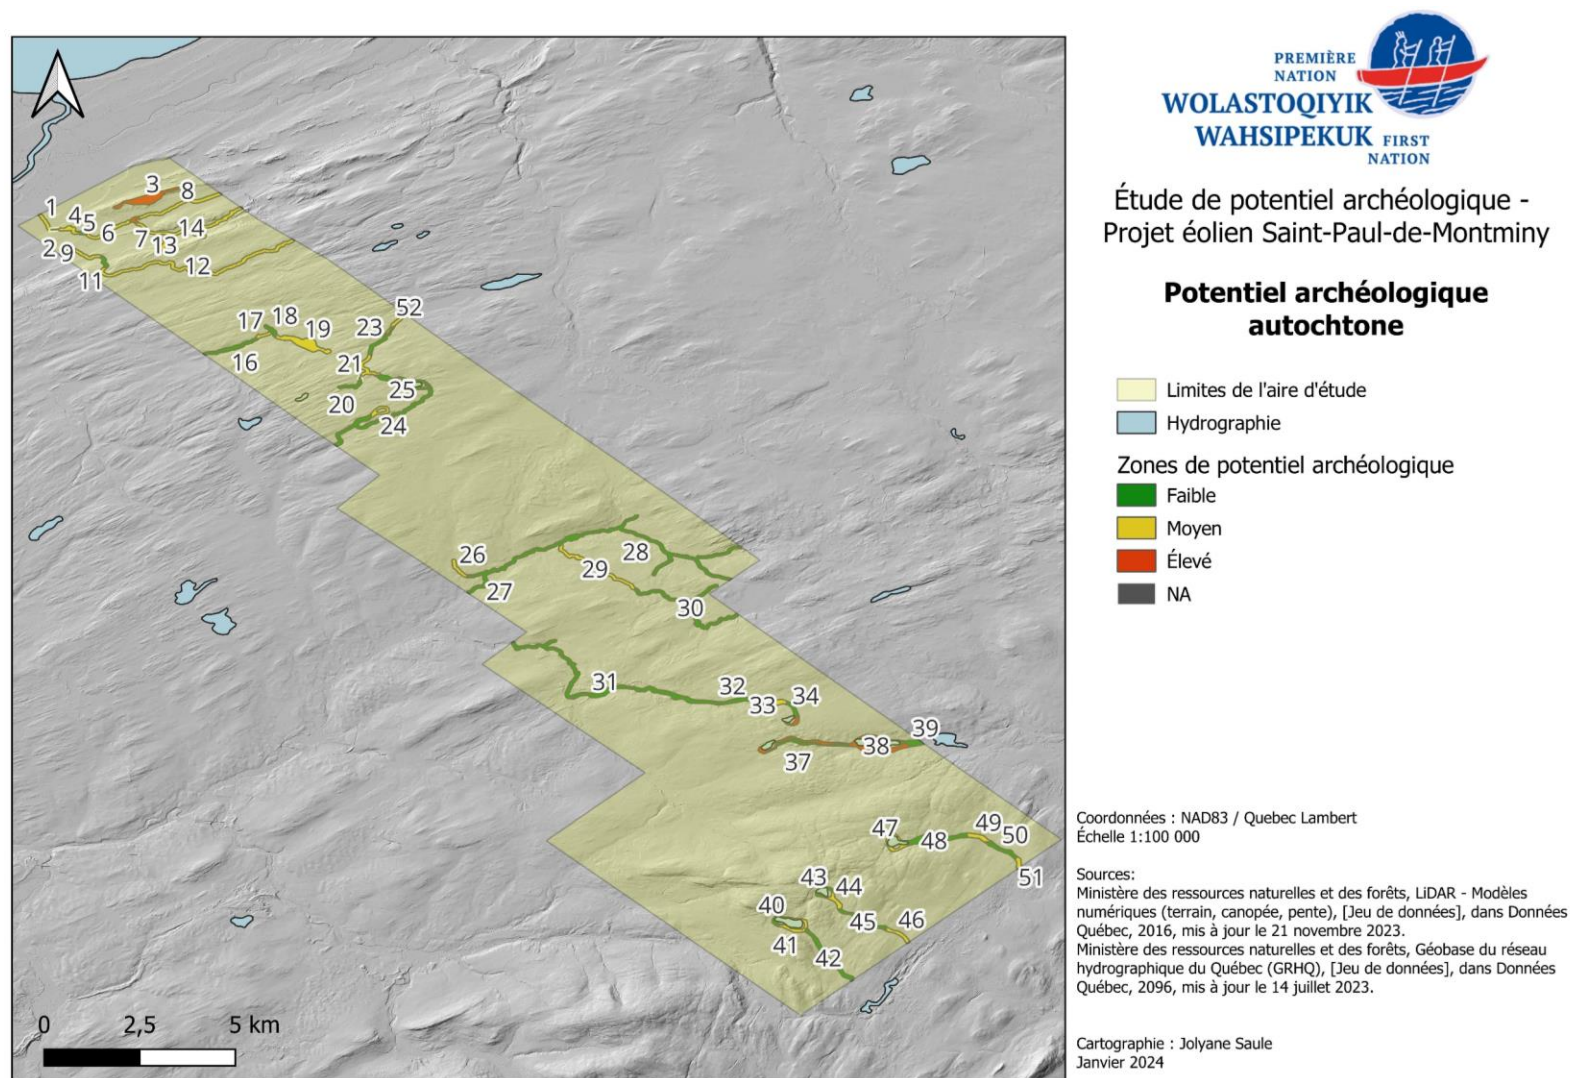 PREMIÈRE
NATION
WOLASTOQIYIK
WAHSIPEKUK FIRST
NATION
Étude de potentiel archéologique -
Projet éolien Saint-Paul-de-Montminy
Potentiel archéologique
autochtone
Limites de l'aire d'étude
Hydrographie
Zones de potentiel archéologique
Faible
Moyen
Élevé
NA
Coordonnées : NAD83 / Quebec Lambert
Échelle 1:100 000
Sources:
Ministère des ressources naturelles et des forêts, LiDAR - Modèles
numériques (terrain, canopée, pente), [Jeu de données], dans Données
Québec, 2016, mis à jour le 21 novembre 2023.
Ministère des ressources naturelles et des forêts, Géobase du réseau
hydrographique du Québec (GRHQ), [Jeu de données], dans Données
Québec, 2096, mis à jour le 14 juillet 2023.
Cartographie : Jolyane Saule
Janvier 2024
1
2
3
4
5
6
7
8
9
11
12
13
14
16
17
18
19
20
21
23
52
24
25
26
27
28
29
30
31
32
33
34
37
38
39
40
41
42
43
44
45
46
47
48
49
50
51
0 2,5 5 km